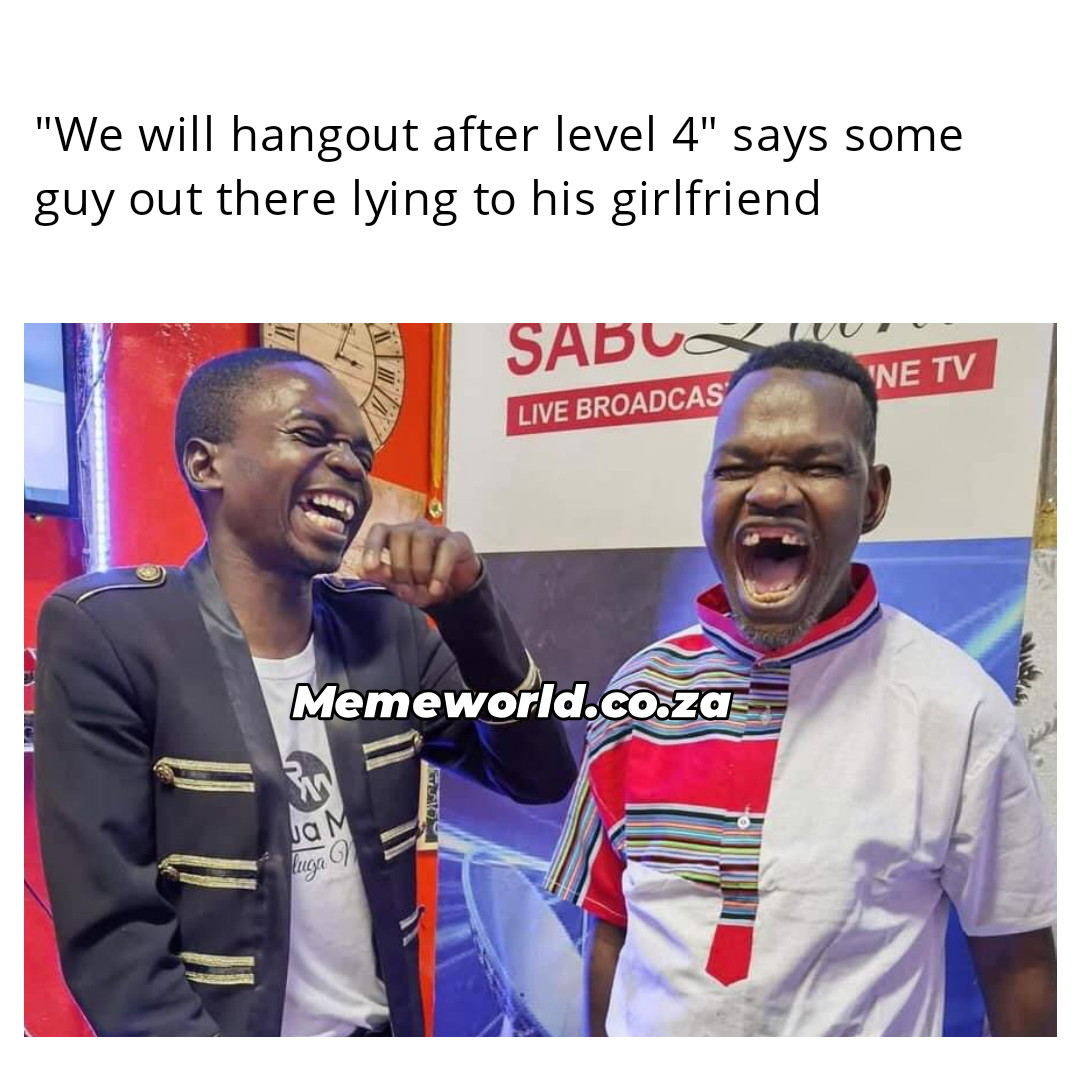 "We will hangout after level 4" says some
guy out there lying to his girlfriend
SABC
LIVE BROADCAS
NE TV
Memeworld.co.za